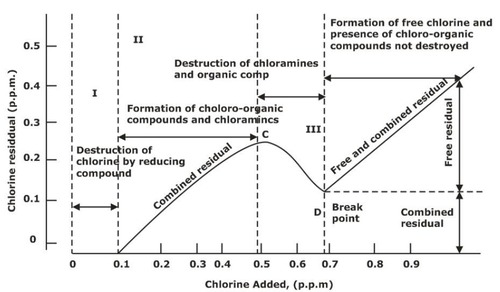 Formation of free chlorine and
presence of chloro-organic
compounds not destroyed
II
0.5
Destruction of chloramines
and organic comp
0.4
I
Chlorine residdual (p.p.m.)
Formation of choloro-organic
compounds and chloramincs
0.3
C
III
Free and combined residual
Free residual
0.2
Destruction of
chlorine by reducing
compound
Combined residual
0.1
D
Break
point
Combined
residual
0
0
0.1
0.2
0.3
0.4
0.5
0.6
0.7
0.8
0.9
Chlorine Added, (p.p.m)